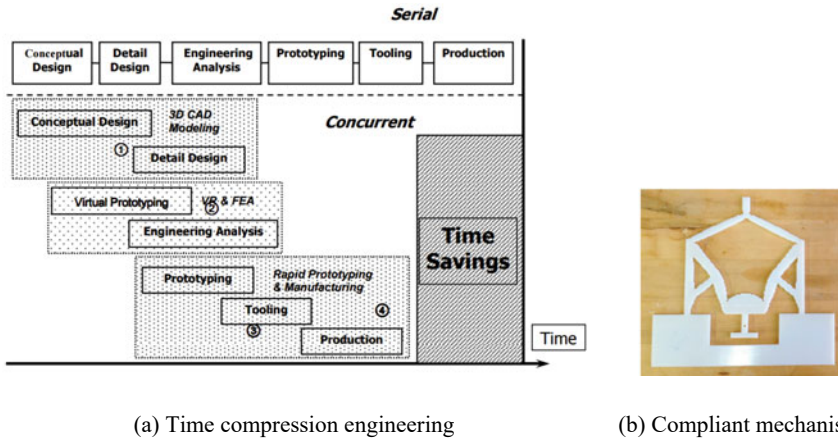 Serial
Conceptual Design
Detail Design
Engineering Analysis
Prototyping
Tooling
Production
Conceptual Design
3D CAD Modeling
Concurrent
①
Detail Design
Virtual Prototyping
VR & FEA
②
Engineering Analysis
Time Savings
Prototyping
Rapid Prototyping & Manufacturing
Tooling
④
③
Production
Time
(a) Time compression engineering
(b) Compliant mechanis